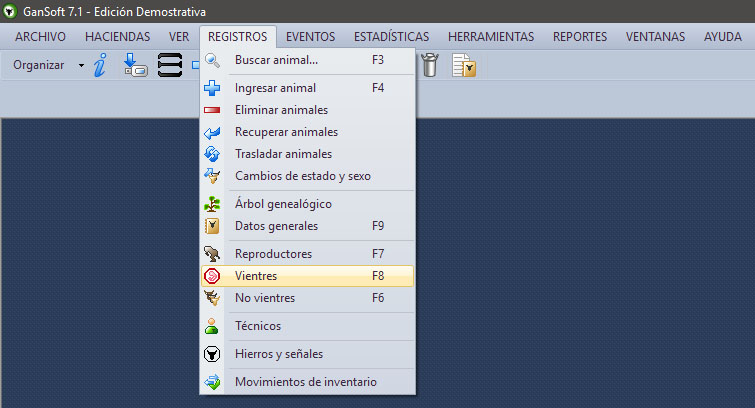 GanSoft 7.1 - Edición Demostrativa
ARCHIVO HACIENDAS VER REGISTROS EVENTOS ESTADÍSTICAS HERRAMIENTAS REPORTES VENTANAS AYUDA
Organizar
Buscar animal... F3
Ingresar animal F4
Eliminar animales
Recuperar animales
Trasladar animales
Cambios de estado y sexo
Árbol genealógico
Datos generales F9
Reproductores F7
Vientres F8
No vientres F6
Técnicos
Hierros y señales
Movimientos de inventario